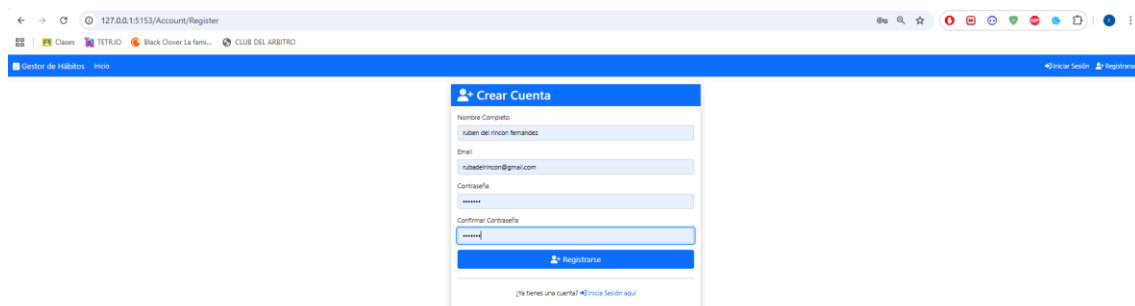 127.0.0.1:5153/Account/Register
Clases TETR.IO Black Clover La fami... CLUB DEL ARBITRO
Gestor de Hábitos Inicio Iniciar Sesión Registrarse
Crear Cuenta
Nombre Completo
ruben del rincon fernandez
Email
rubadelrincon@gmail.com
Contraseña
•••••••
Confirmar Contraseña
•••••••
Registrarse
¿Ya tienes una cuenta? Inicia Sesión aquí